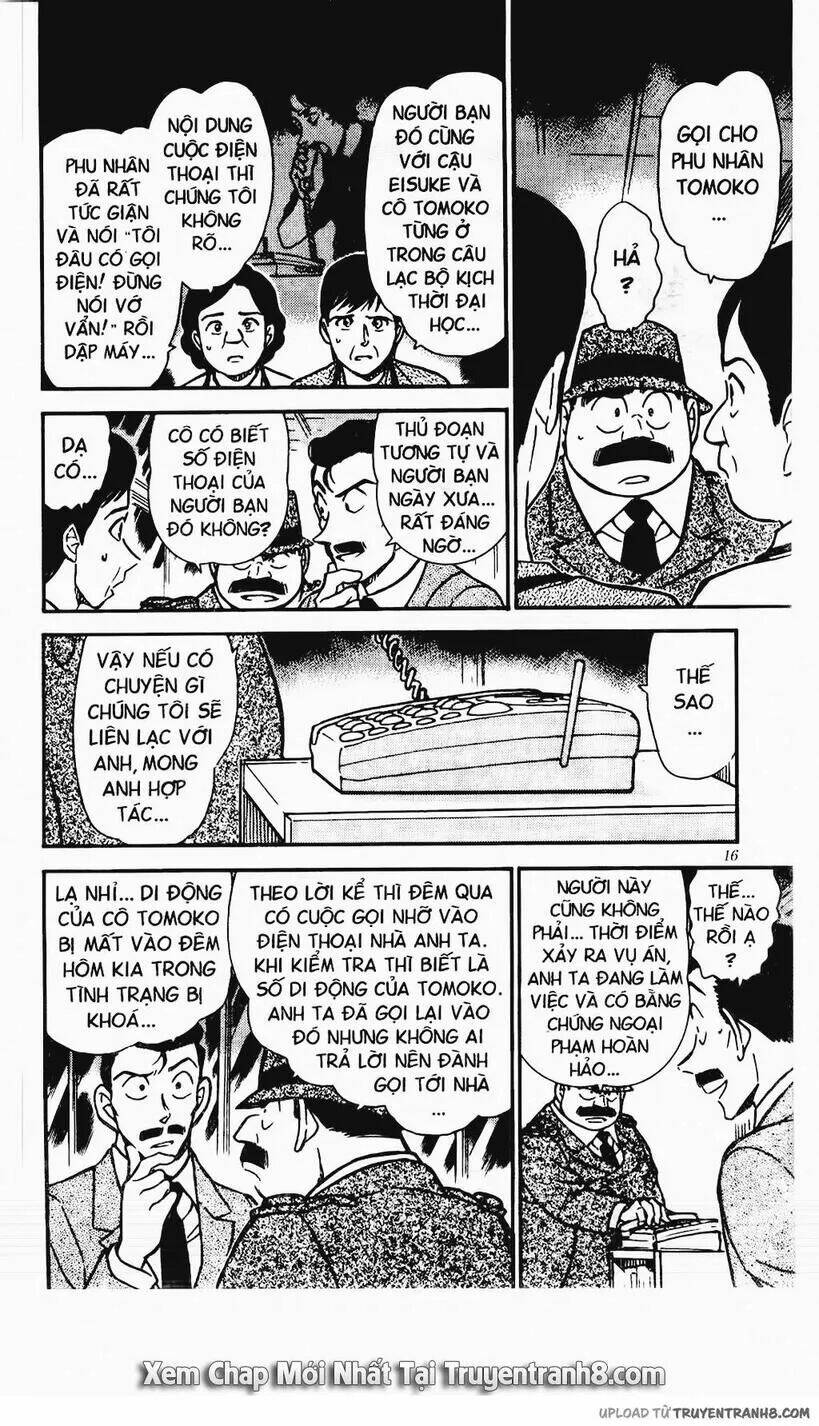 GỌI CHO
PHU NHÂN
TOMOKO
...
HẢ
?
NGƯỜI BẠN
ĐÓ CÙNG
VỚI CẬU
EISUKE VÀ
CÔ TOMOKO
TỪNG Ở
TRONG CÂU
LẠC BỘ KỊCH
THỜI ĐẠI
HỌC...
NỘI DUNG
CUỘC ĐIỆN
THOẠI THÌ
CHÚNG TÔI
KHÔNG
RÕ...
PHU NHÂN
ĐÃ RẤT
TỨC GIẬN
VÀ NÓI "TÔI
ĐÂU CÓ GỌI
ĐIỆN! ĐỪNG
NÓI VỚ
VẨN!" RỒI
DẬP MÁY...
THỦ ĐOẠN
TƯƠNG TỰ VÀ
NGƯỜI BẠN
NGÀY XƯA...
RẤT ĐÁNG
NGỜ...
CÔ CÓ BIẾT
SỐ ĐIỆN
THOẠI CỦA
NGƯỜI BẠN
ĐÓ KHÔNG?
DẠ
CÓ...
THẾ
SAO
...
VẬY NẾU CÓ
CHUYỆN GÌ
CHÚNG TÔI SẼ
LIÊN LẠC VỚI
ANH, MONG
ANH HỢP
TÁC...
16
THẾ...
THẾ NÀO
RỒI Ạ
?
NGƯỜI NÀY
CŨNG KHÔNG
PHẢI... THỜI ĐIỂM
XẢY RA VỤ ÁN,
ANH TA ĐANG LÀM
VIỆC VÀ CÓ BẰNG
CHỨNG NGOẠI
PHẠM HOÀN
HẢO...
THEO LỜI KỂ THÌ ĐÊM QUA
CÓ CUỘC GỌI NHỠ VÀO
ĐIỆN THOẠI NHÀ ANH TA.
KHI KIỂM TRA THÌ BIẾT LÀ
SỐ DI ĐỘNG CỦA TOMOKO.
ANH TA ĐÃ GỌI LẠI VÀO
ĐÓ NHƯNG KHÔNG AI
TRẢ LỜI NÊN ĐÀNH
GỌI TỚI NHÀ
...
LẠ NHỈ... DI ĐỘNG
CỦA CÔ TOMOKO
BỊ MẤT VÀO ĐÊM
HÔM KIA TRONG
TÌNH TRẠNG BỊ
KHOÁ...
Xem Chap Mới Nhất Tại Truyentranh8.com
UPLOAD TỪ TRUYENTRANH8.COM